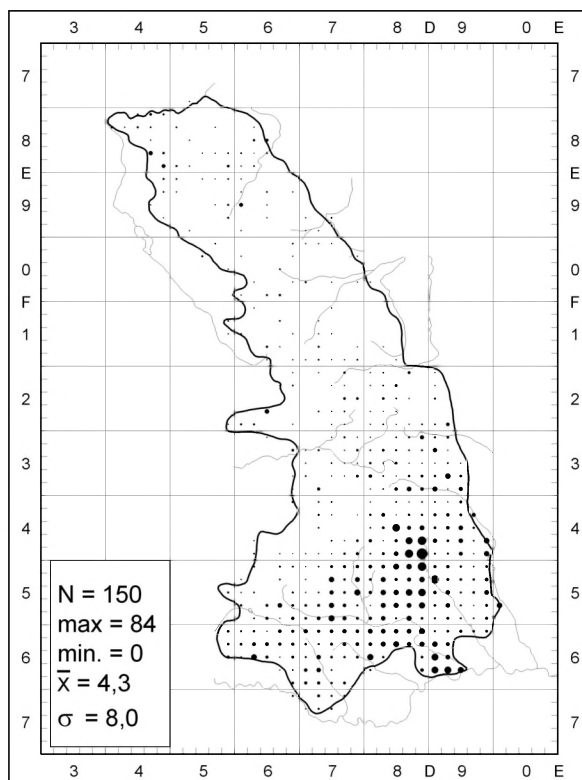 3 4 5 6 7 8 D 9 0 E
7 7
8 8
E E
9 9
0 0
F F
1 1
2 2
3 3
4 4
5 5
6 6
7 7
N = 150
max = 84
min. = 0
x̅ = 4,3
σ = 8,0
3 4 5 6 7 8 D 9 0 E